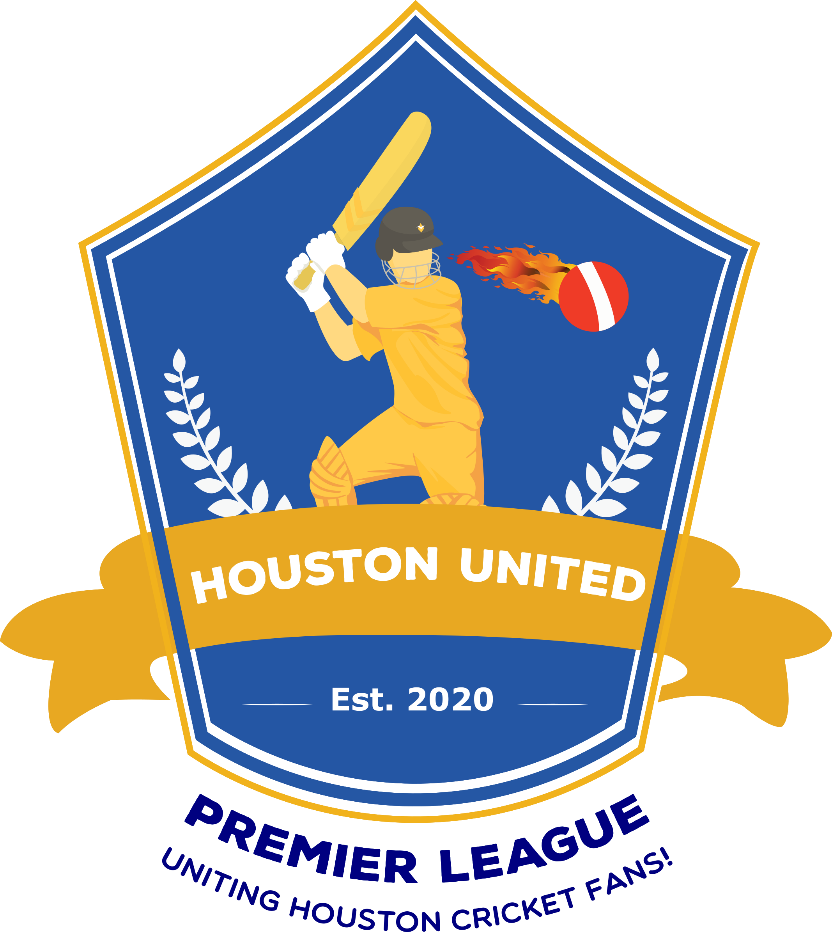 HOUSTON UNITED
Est. 2020
PREMIER LEAGUE
UNITING HOUSTON CRICKET FANS!